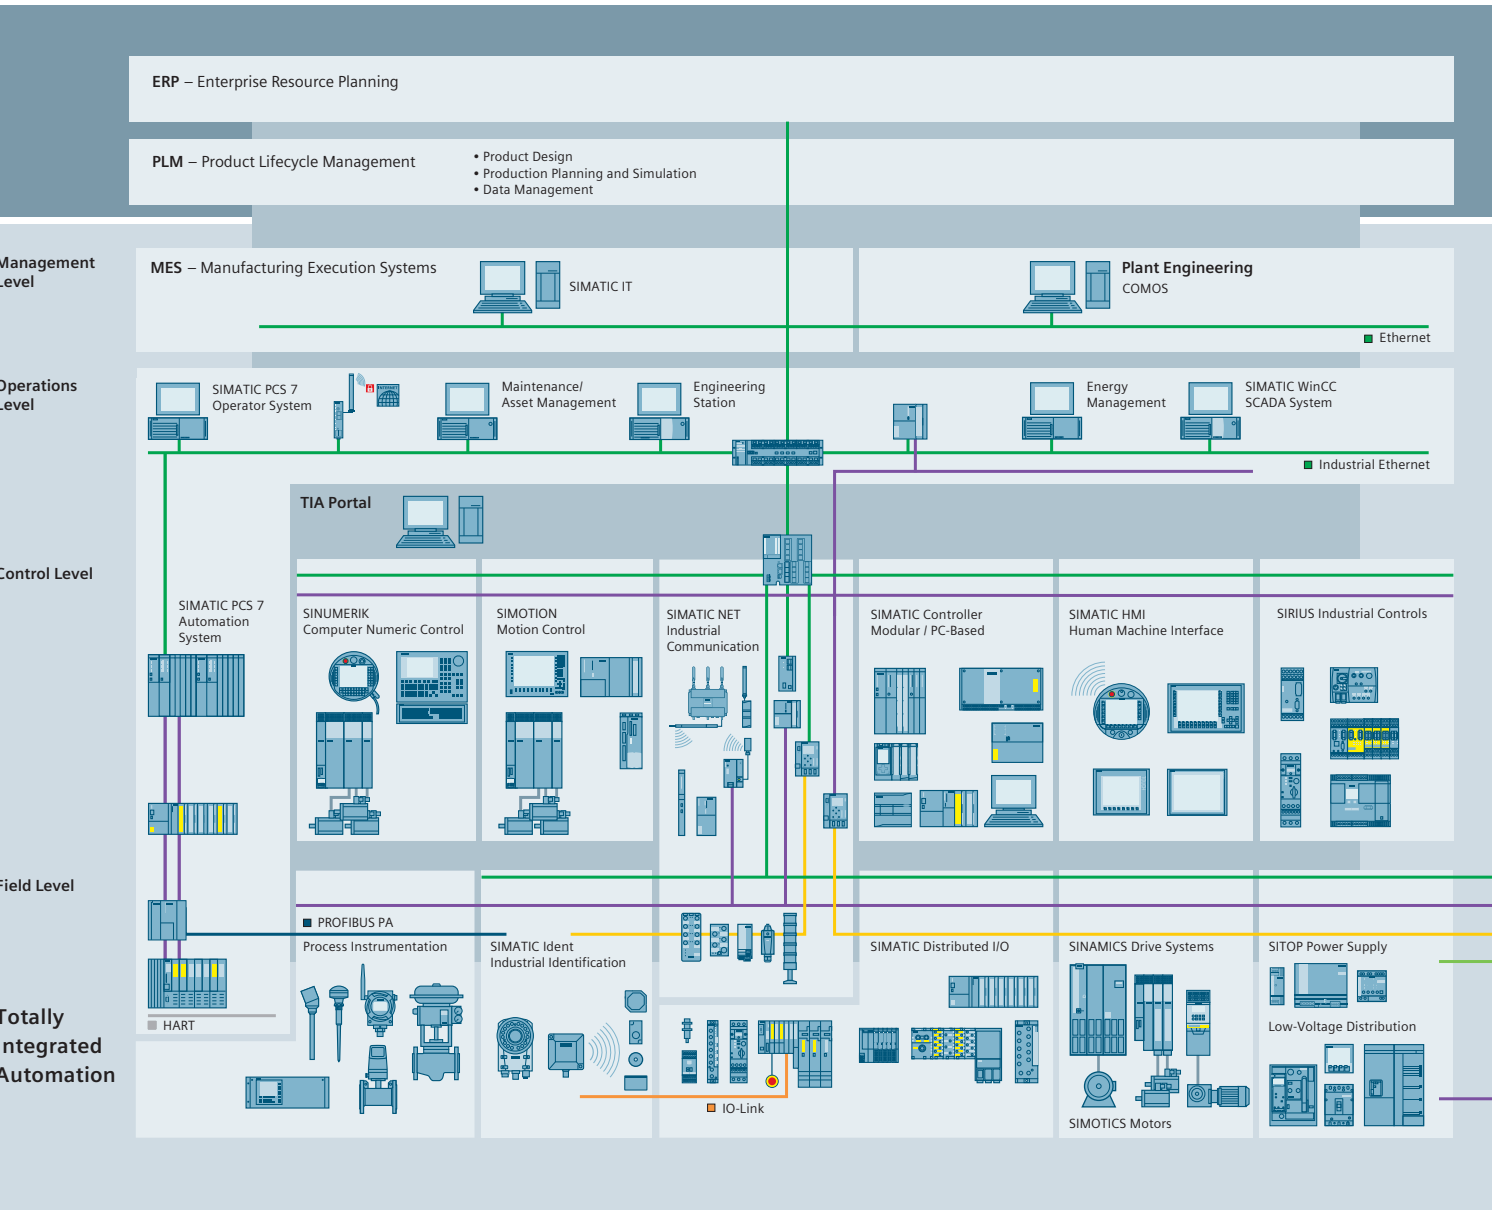 ERP – Enterprise Resource Planning
PLM – Product Lifecycle Management
• Product Design
• Production Planning and Simulation
• Data Management
Management
Level
MES – Manufacturing Execution Systems
SIMATIC IT
Plant Engineering
COMOS
Ethernet
Operations
Level
SIMATIC PCS 7
Operator System
INTERNET
Maintenance/
Asset Management
Engineering
Station
Energy
Management
SIMATIC WinCC
SCADA System
Industrial Ethernet
TIA Portal
Control Level
SIMATIC PCS 7
Automation
System
SINUMERIK
Computer Numeric Control
SIMOTION
Motion Control
SIMATIC NET
Industrial
Communication
SIMATIC Controller
Modular / PC-Based
SIMATIC HMI
Human Machine Interface
SIRIUS Industrial Controls
Field Level
PROFIBUS PA
Process Instrumentation
SIMATIC Ident
Industrial Identification
SIMATIC Distributed I/O
SINAMICS Drive Systems
SITOP Power Supply
Totally
Integrated
Automation
HART
Low-Voltage Distribution
IO-Link
SIMOTICS Motors